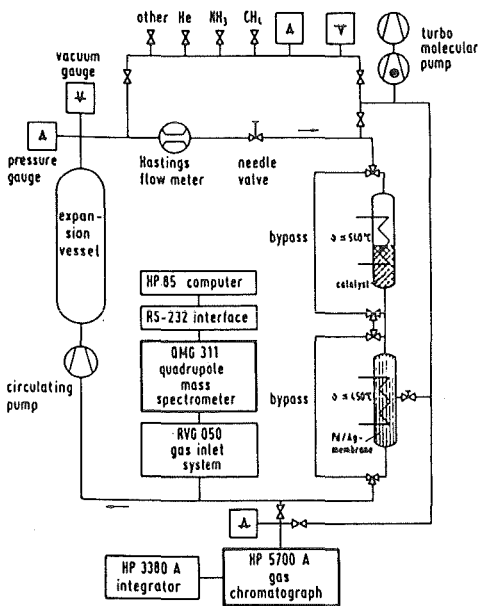 other He NH₃ CH₄
turbo
molecular
pump
vacuum
gauge
pressure
gauge
Hastings
flow meter
needle
valve
expan-
sion
vessel
bypass
ϑ ≤ 540°C
catalyst
HP 85 computer
RS-232 interface
QMG 311
quadrupole
mass
spectrometer
RVG 050
gas inlet
system
circulating
pump
bypass
ϑ ≤ 450°C
Pd/Ag-
membrane
HP 3380 A
integrator
HP 5700 A
gas
chromatograph